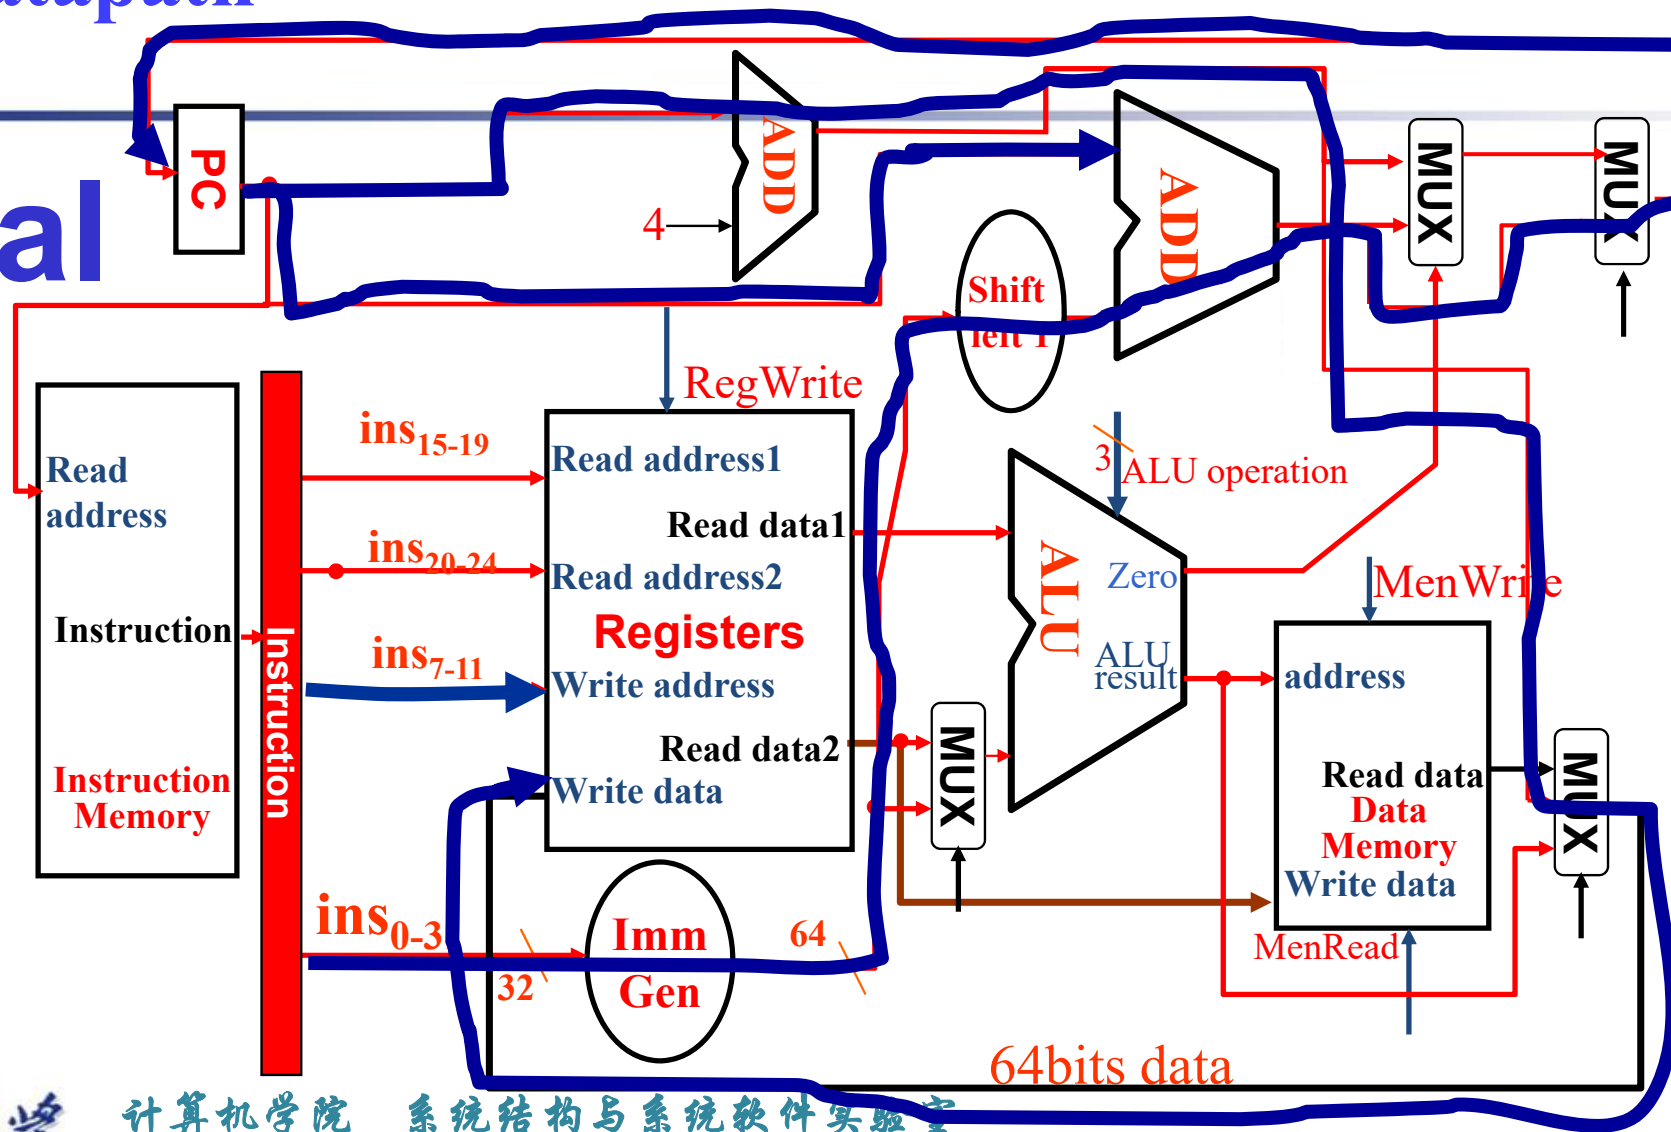 al
PC
ADD
4
Shift
left 1
ADD
MUX
MUX
RegWrite
ins15-19
ins20-24
ins7-11
ins0-3
32
Read
address
Instruction
Instruction
Memory
Instruction
Read address1
Read data1
Read address2
Registers
Write address
Read data2
Write data
Imm
Gen
64
MUX
3
ALU operation
ALU
Zero
ALU
result
MenWrite
address
Read data
Data
Memory
Write data
MenRead
MUX
64bits data
计算机学院 系统结构与系统软件实验室